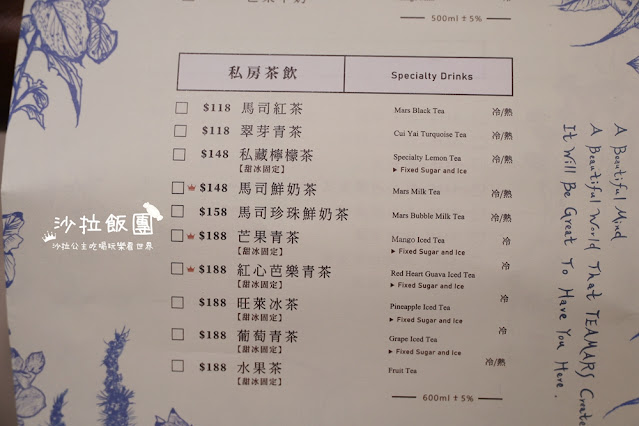 500ml ± 5%
私房茶飲 Specialty Drinks
$118 馬司紅茶 Mars Black Tea 冷/熱
$118 翠芽青茶 Cui Yai Turquoise Tea 冷/熱
$148 私藏檸檬茶 Specialty Lemon Tea 冷/熱
【甜冰固定】 ▶ Fixed Sugar and Ice
$148 馬司鮮奶茶 Mars Milk Tea 冷/熱
$158 馬司珍珠鮮奶茶 Mars Bubble Milk Tea 冷/熱
$188 芒果青茶 Mango Iced Tea 冷
【甜冰固定】 ▶ Fixed Sugar and Ice
$188 紅心芭樂青茶 Red Heart Guava Iced Tea 冷
【甜冰固定】 ▶ Fixed Sugar and Ice
$188 旺萊冰茶 Pineapple Iced Tea 冷
【甜冰固定】 ▶ Fixed Sugar and Ice
$188 葡萄青茶 Grape Iced Tea 冷
【甜冰固定】 ▶ Fixed Sugar and Ice
$188 水果茶 Fruit Tea 冷/熱
【甜冰固定】
600ml ± 5%
A Beautiful Mind
A Beautiful World That TEAMARS Create
It Will Be Great To Have You Here.
沙拉飯團
沙拉公主吃喝玩樂看世界